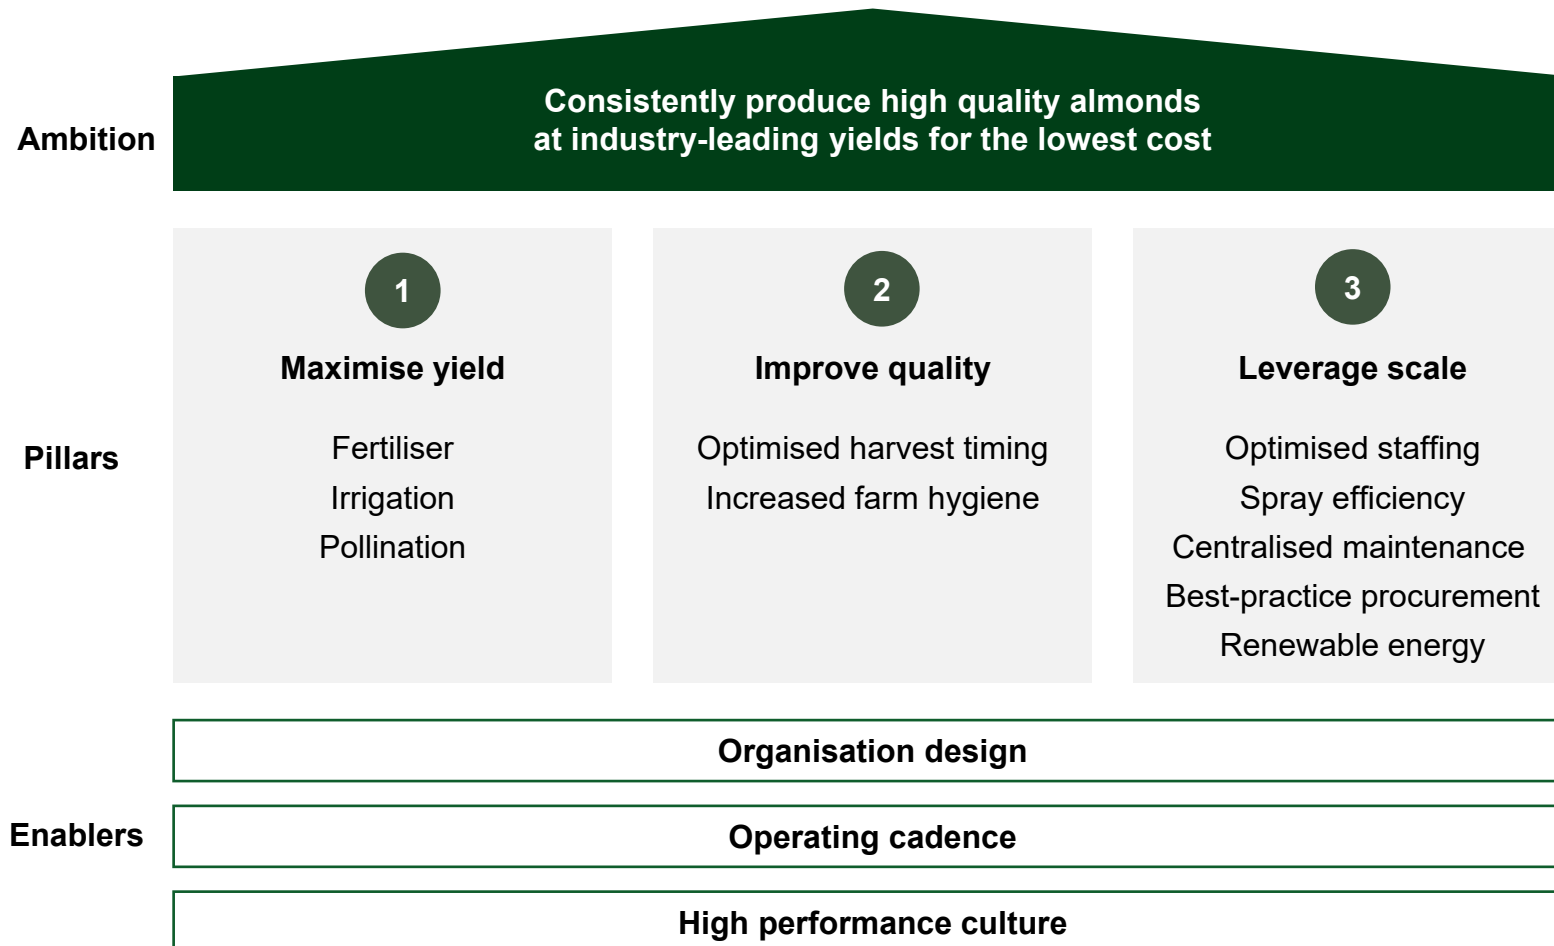 Ambition
Consistently produce high quality almonds
at industry-leading yields for the lowest cost
Pillars
1
Maximise yield
Fertiliser
Irrigation
Pollination
2
Improve quality
Optimised harvest timing
Increased farm hygiene
3
Leverage scale
Optimised staffing
Spray efficiency
Centralised maintenance
Best-practice procurement
Renewable energy
Enablers
Organisation design
Operating cadence
High performance culture